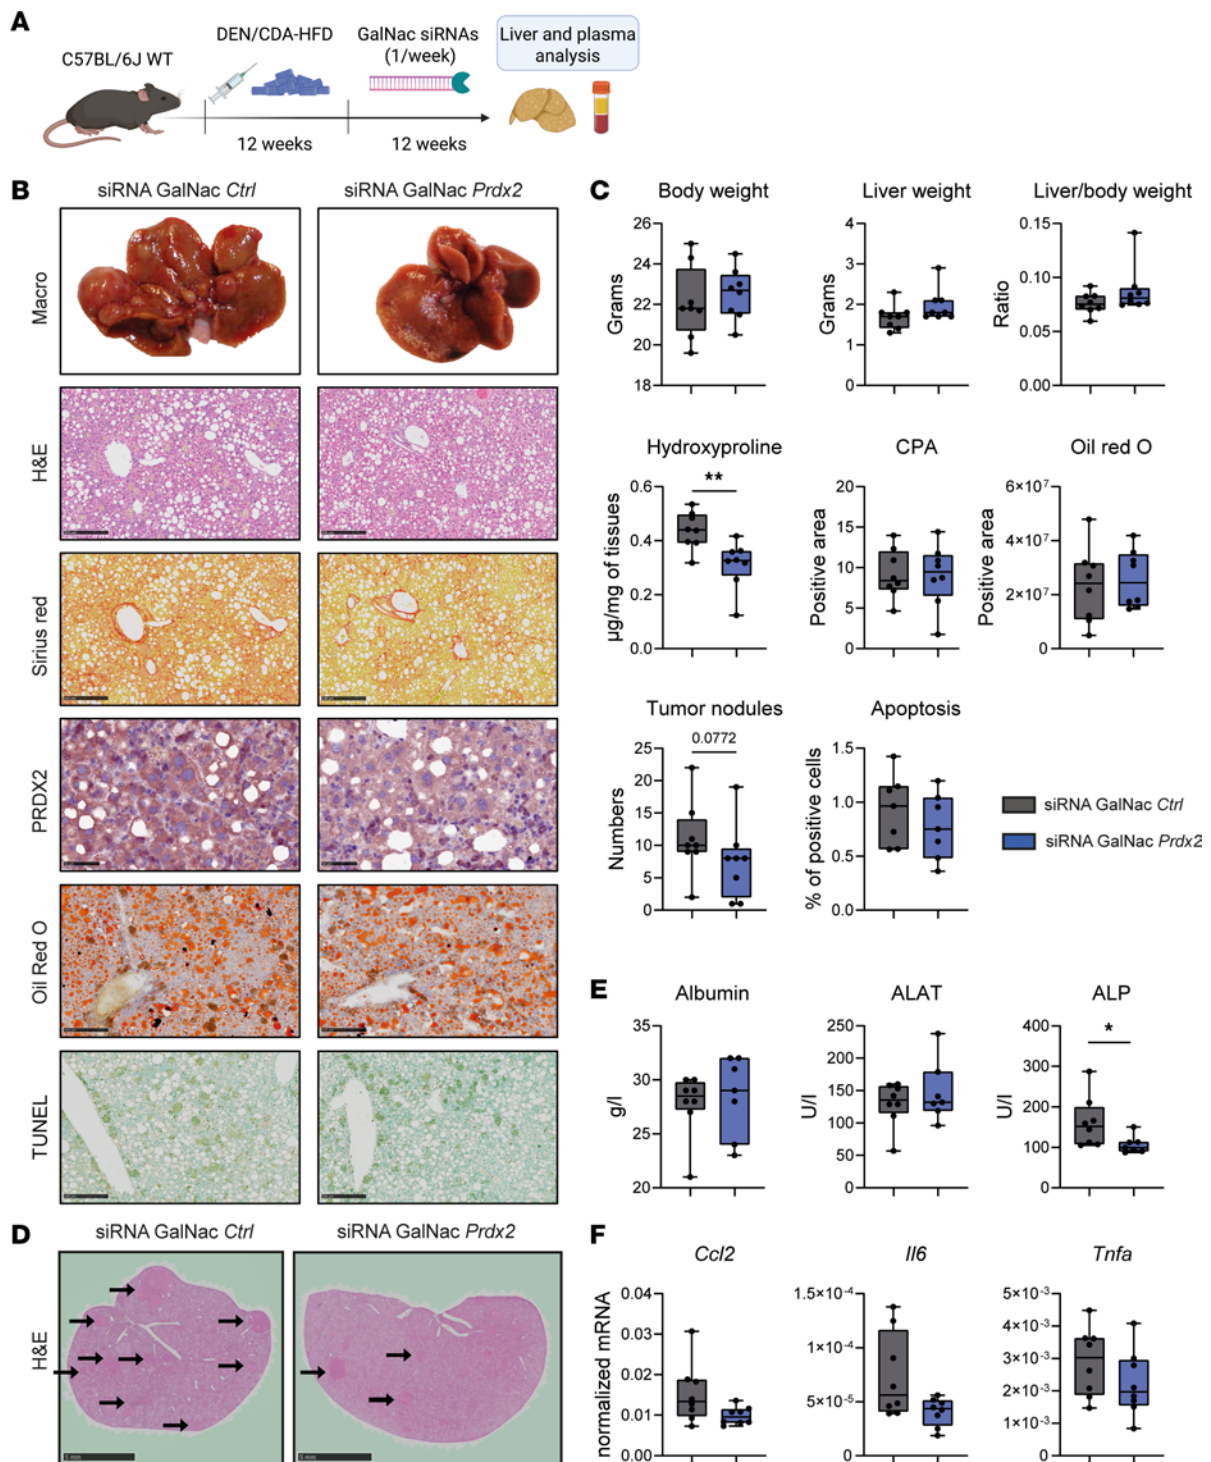 A
C57BL/6J WT
DEN/CDA-HFD
GalNac siRNAs
(1/week)
Liver and plasma
analysis
12 weeks
12 weeks
B
siRNA GalNac Ctrl
siRNA GalNac Prdx2
Macro
H&E
Sirius red
PRDX2
Oil Red O
TUNEL
C
Body weight
Grams
26
24
22
20
18
Liver weight
Grams
4
3
2
1
0
Liver/body weight
Ratio
0.15
0.10
0.05
0.00
Hydroxyproline
µg/mg of tissues
0.6
0.4
0.2
0.0
**
CPA
Positive area
20
15
10
5
0
Oil red O
Positive area
6×10⁷
4×10⁷
2×10⁷
0
Tumor nodules
0.0772
Numbers
25
20
15
10
5
0
Apoptosis
% of positive cells
1.5
1.0
0.5
0.0
siRNA GalNac Ctrl
siRNA GalNac Prdx2
D
siRNA GalNac Ctrl
siRNA GalNac Prdx2
H&E
5 mm
5 mm
E
Albumin
g/l
35
30
25
20
ALAT
U/l
250
200
150
100
50
0
ALP
U/l
400
300
200
100
0
*
F
normalized mRNA
Ccl2
0.04
0.03
0.02
0.01
0.00
Il6
1.5×10⁻⁴
1×10⁻⁴
5×10⁻⁵
0
Tnfa
5×10⁻³
4×10⁻³
3×10⁻³
2×10⁻³
1×10⁻³
0